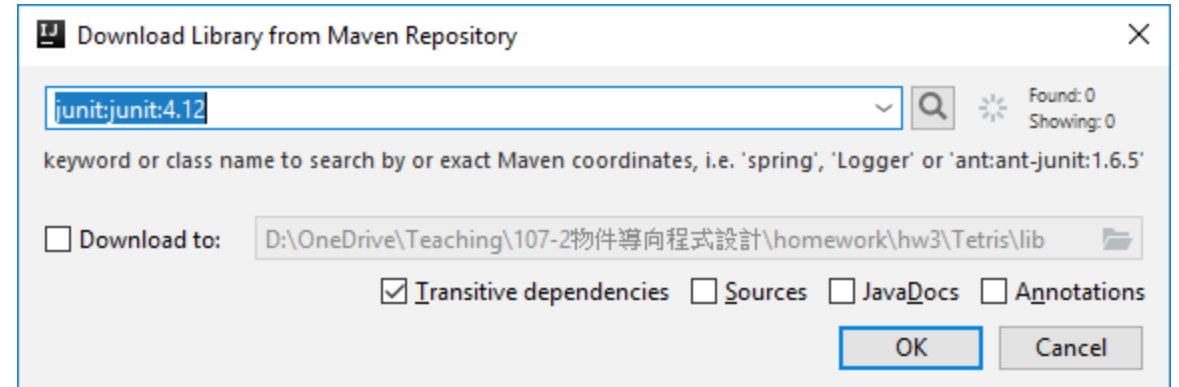 Download Library from Maven Repository
junit:junit:4.12
Found: 0
Showing: 0
keyword or class name to search by or exact Maven coordinates, i.e. 'spring', 'Logger' or 'ant:ant-junit:1.6.5'
Download to: D:\OneDrive\Teaching\107-2物件導向程式設計\homework\hw3\Tetris\lib
Transitive dependencies Sources JavaDocs Annotations
OK Cancel